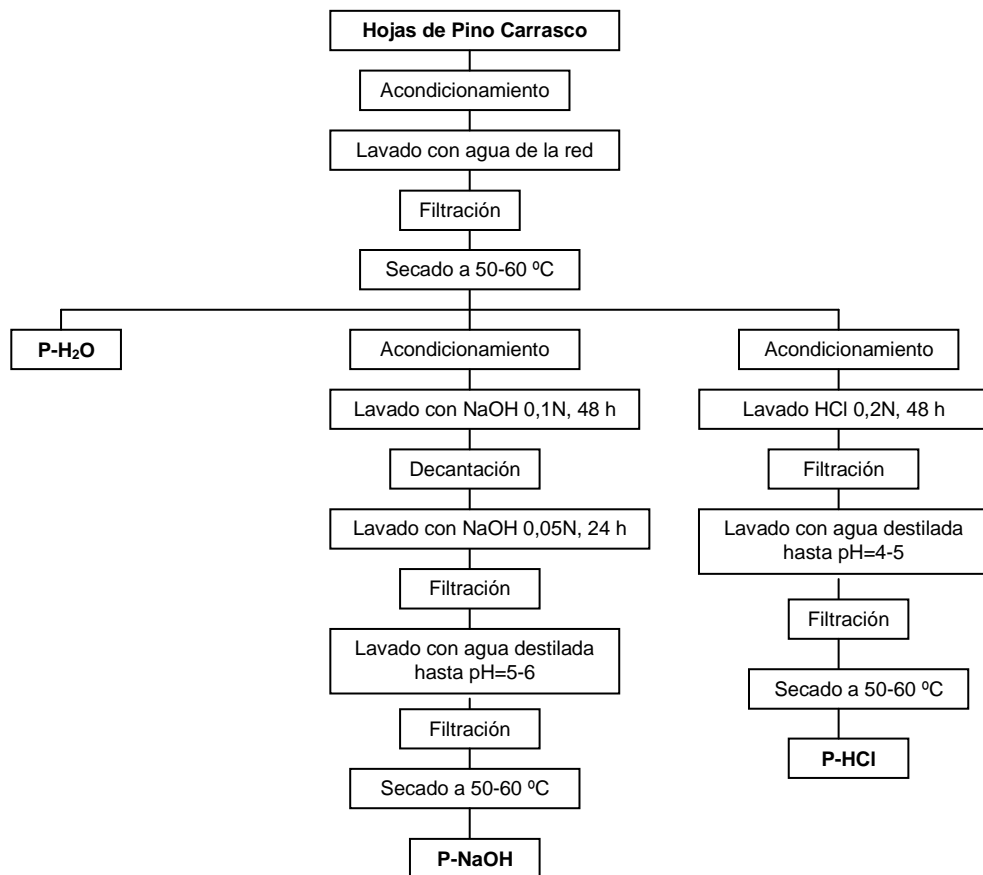 Hojas de Pino Carrasco
Acondicionamiento
Lavado con agua de la red
Filtración
Secado a 50-60 ºC
P-H₂O
Acondicionamiento
Lavado con NaOH 0,1N, 48 h
Decantación
Lavado con NaOH 0,05N, 24 h
Filtración
Lavado con agua destilada
hasta pH=5-6
Filtración
Secado a 50-60 ºC
P-NaOH
Acondicionamiento
Lavado HCl 0,2N, 48 h
Filtración
Lavado con agua destilada
hasta pH=4-5
Filtración
Secado a 50-60 ºC
P-HCl